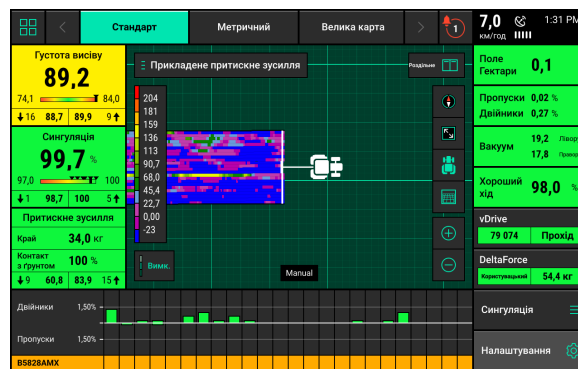 Стандарт
Метричний
Велика карта
1
7,0
км/год
1:31 PM
Густота висіву
89,2
74,1
84,0
16
88,7
89,9
9
Сингуляція
99,7 %
97,0
100
1
98,7
100
5
Притискне зусилля
Край
34,0 кг
Контакт
з ґрунтом
100 %
9
60,8
83,9
15
Прикладене притискне зусилля
Роздільне
204
181
159
136
113
90,7
68,0
45,4
22,7
0,00
-23
Вимк.
Manual
Поле
Гектари
0,1
Пропуски 0,02 %
Двійники 0,27 %
Вакуум
19,2
17,8
Хороший
хід
98,0 %
vDrive
79 074
Прохід
DeltaForce
Користувацький
54,4 кг
Сингуляція
Налаштування
Двійники
1,50%
Пропуски
1,50%
B5828AMX